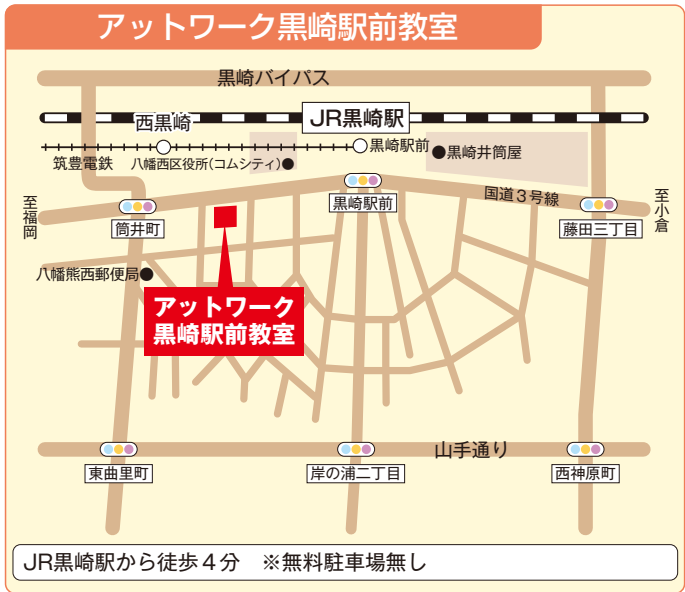 アットワーク黒崎駅前教室
黒崎バイパス
JR黒崎駅
西黒崎
黒崎駅前
黒崎井筒屋
筑豊電鉄
八幡西区役所(コムシティ)
国道3号線
至福岡
至小倉
筒井町
黒崎駅前
藤田三丁目
八幡熊西郵便局
アットワーク
黒崎駅前教室
山手通り
東曲里町
岸の浦二丁目
西神原町
JR黒崎駅から徒歩4分　※無料駐車場無し